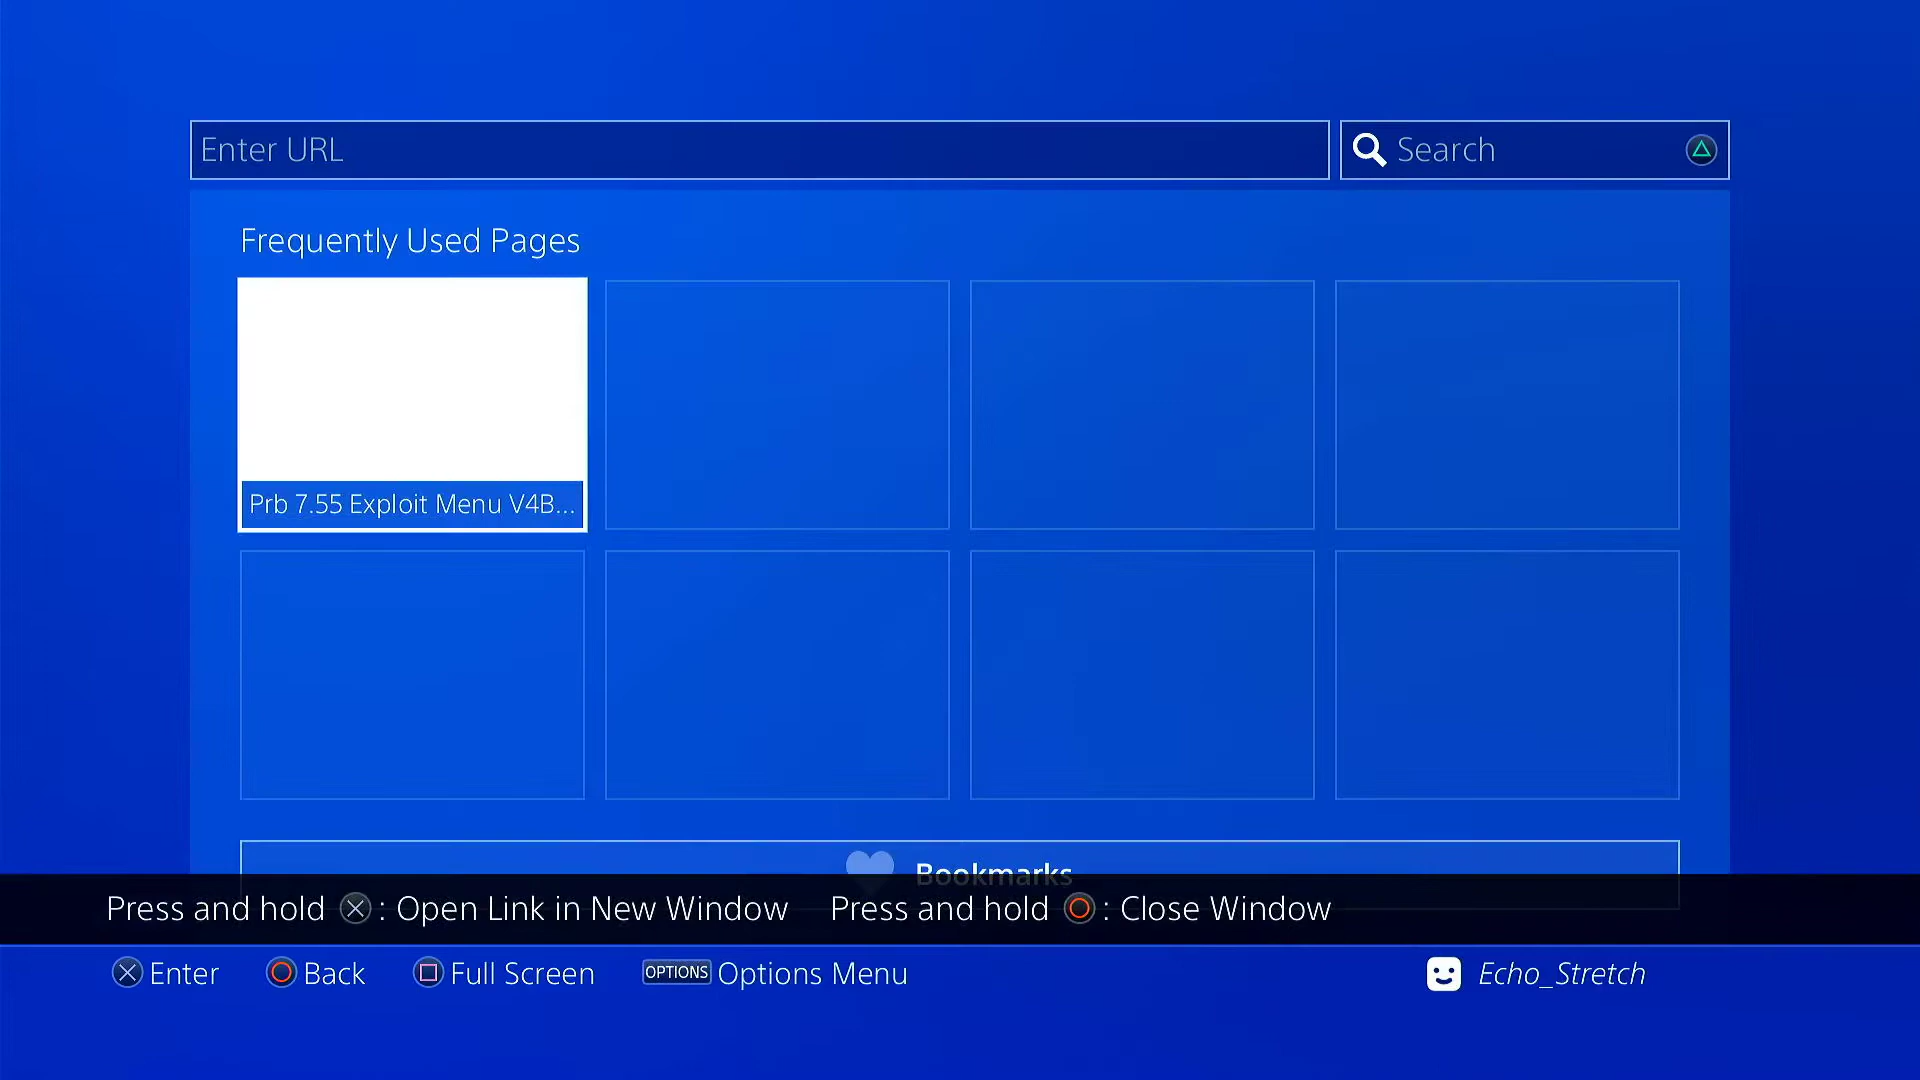 Enter URL
Search
Frequently Used Pages
Prb 7.55 Exploit Menu V4B...
Bookmarks
Press and hold : Open Link in New Window Press and hold : Close Window
Enter Back Full Screen OPTIONS Options Menu Echo_Stretch